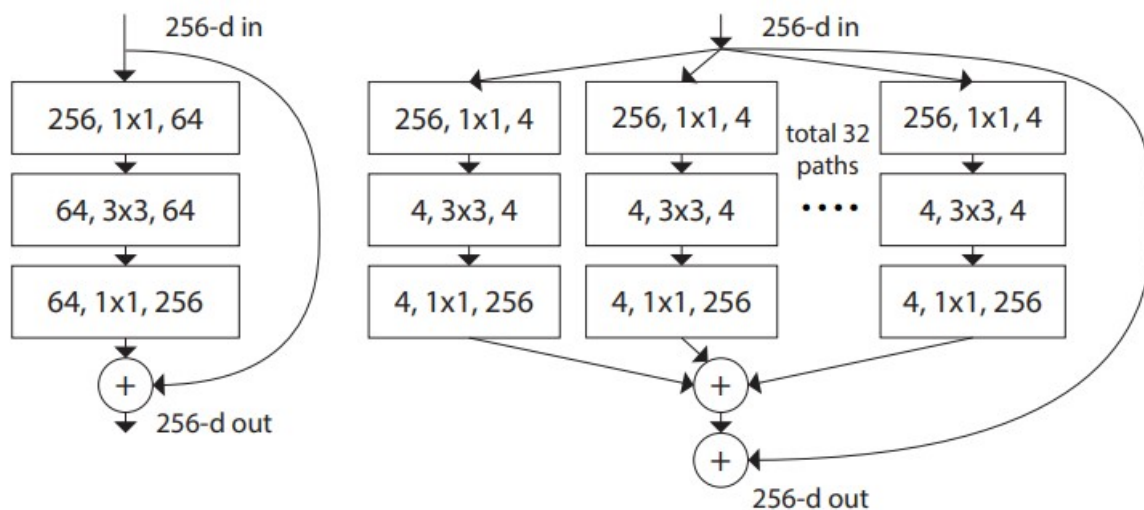 256-d in
256, 1x1, 64
64, 3x3, 64
64, 1x1, 256
+
256-d out
256-d in
256, 1x1, 4
256, 1x1, 4
total 32
paths
256, 1x1, 4
4, 3x3, 4
4, 3x3, 4
••••
4, 3x3, 4
4, 1x1, 256
4, 1x1, 256
4, 1x1, 256
+
+
256-d out